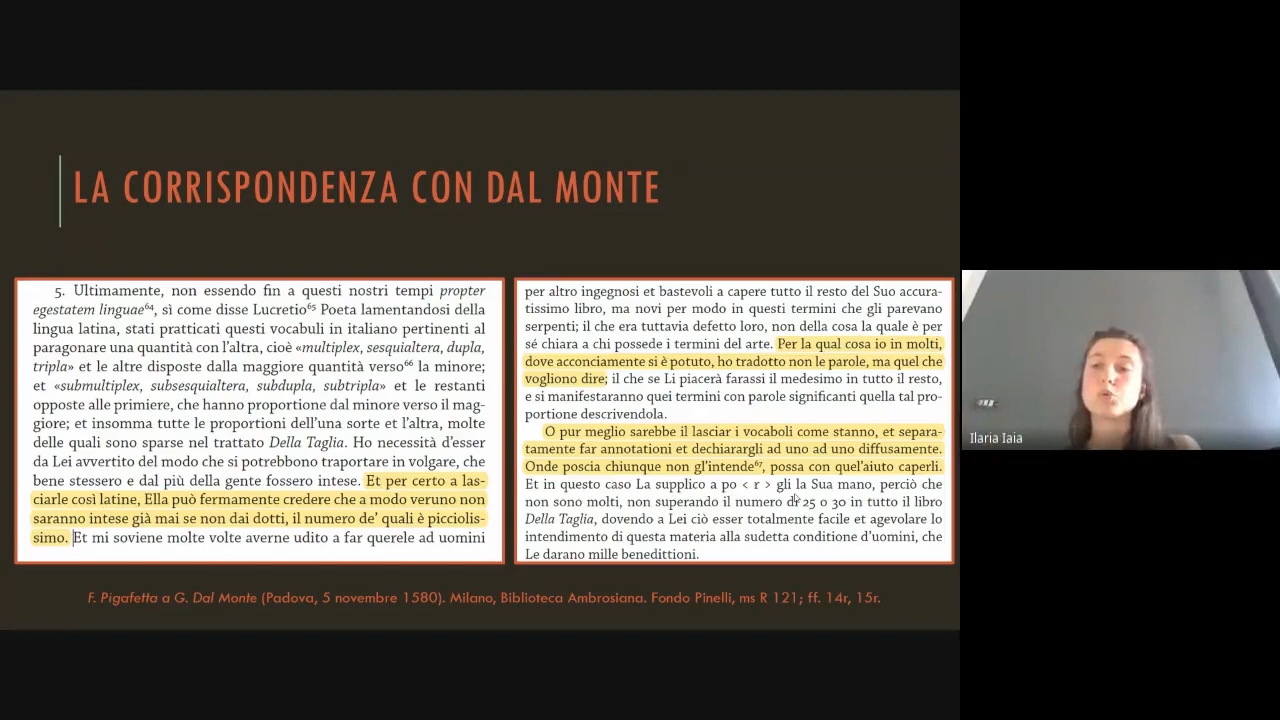 LA CORRISPONDENZA CON DAL MONTE
5. Ultimamente, non essendo fin a questi nostri tempi propter
egestatem linguae⁶⁴, sì come disse Lucretio⁶⁵ Poeta lamentandosi della
lingua latina, stati pratticati questi vocabuli in italiano pertinenti al
paragonare una quantità con l'altra, cioè «multiplex, sesquialtera, dupla,
tripla» et le altre disposte dalla maggiore quantità verso⁶⁶ la minore;
et «submultiplex, subsesquialtera, subdupla, subtripla» et le restanti
opposte alle primiere, che hanno proportione dal minore verso il mag-
giore; et insomma tutte le proportioni dell'una sorte et l'altra, molte
delle quali sono sparse nel trattato Della Taglia. Ho necessità d'esser
da Lei avvertito del modo che si potrebbono traportare in volgare, che
bene stessero e dal più della gente fossero intese. Et per certo a las-
ciarle così latine, Ella può fermamente credere che a modo veruno non
saranno intese già mai se non dai dotti, il numero de' quali è picciolis-
simo. Et mi soviene molte volte averne udito a far querele ad uomini
per altro ingegnosi et bastevoli a capere tutto il resto del Suo accura-
tissimo libro, ma novi per modo in questi termini che gli parevano
serpenti; il che era tuttavia defetto loro, non della cosa la quale è per
sé chiara a chi possede i termini del arte. Per la qual cosa io in molti,
dove acconciamente si è potuto, ho tradotto non le parole, ma quel che
vogliono dire; il che se Li piacerà farassi il medesimo in tutto il resto,
e si manifestaranno quei termini con parole significanti quella tal pro-
portione descrivendola.
O pur meglio sarebbe il lasciar i vocaboli come stanno, et separa-
tamente far annotationi et dechiarargli ad uno ad uno diffusamente.
Onde poscia chiunque non gl'intende⁶⁷, possa con quel'aiuto caperli.
Et in questo caso La supplico a po < r > gli la Sua mano, perciò che
non sono molti, non superando il numero di 25 o 30 in tutto il libro
Della Taglia, dovendo a Lei ciò esser totalmente facile et agevolare lo
intendimento di questa materia alla sudetta conditione d'uomini, che
Le darano mille benedittioni.
F. Pigafetta a G. Dal Monte (Padova, 5 novembre 1580). Milano, Biblioteca Ambrosiana. Fondo Pinelli, ms R 121; ff. 14r, 15r.
Ilaria Iaia